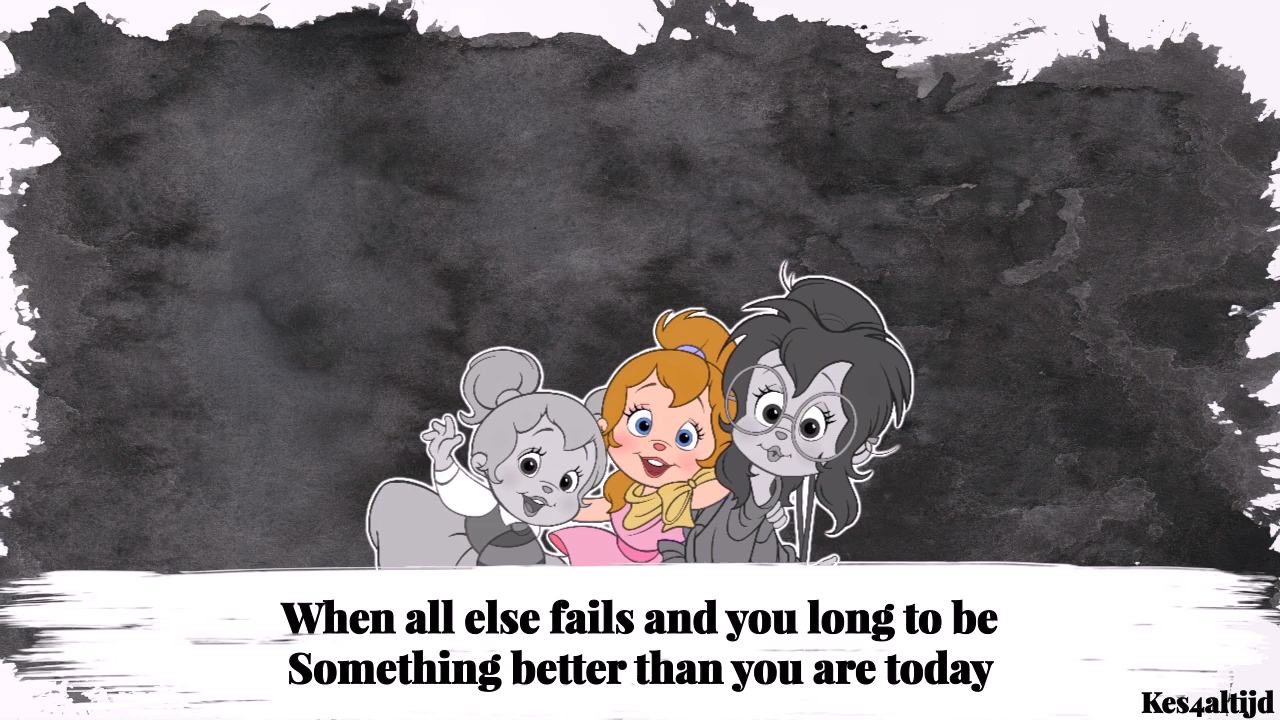 When all else fails and you long to be
Something better than you are today
Kes4altijd